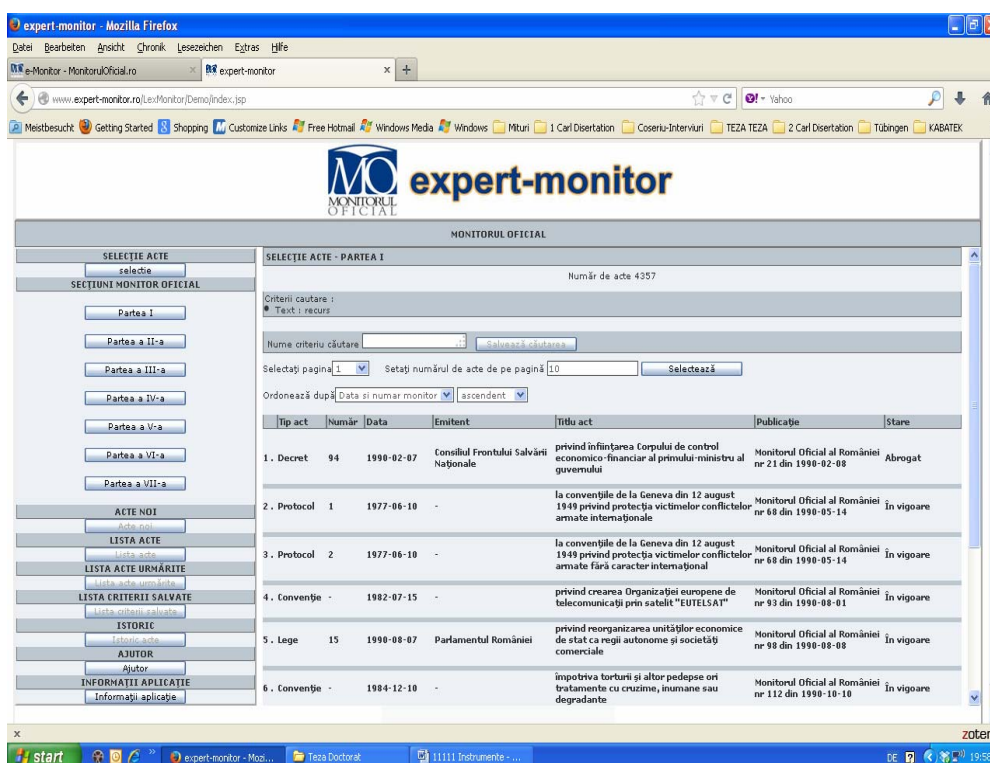 expert-monitor - Mozilla Firefox
Datei Bearbeiten Ansicht Chronik Lesezeichen Extras Hilfe
e-Monitor - MonitorulOficial.ro × expert-monitor × +
www.expert-monitor.ro/LexMonitor/Demo/index.jsp Yahoo
Meistbesucht Getting Started Shopping Customize Links Free Hotmail Windows Media Windows Mituri 1 Carl Disertation Coseriu-Interviuri TEZA TEZA 2 Carl Disertation Tübingen KABATEK
MO
MONITORUL
OFICIAL
expert-monitor
MONITORUL OFICIAL
SELECȚIE ACTE
selectie
SECȚIUNI MONITOR OFICIAL
Partea I
Partea a II-a
Partea a III-a
Partea a IV-a
Partea a V-a
Partea a VI-a
Partea a VII-a
ACTE NOI
Acte noi
LISTA ACTE
Lista acte
LISTA ACTE URMĂRITE
Lista acte urmărite
LISTA CRITERII SALVATE
Lista criterii salvate
ISTORIC
Istoric acte
AJUTOR
Ajutor
INFORMAȚII APLICAȚIE
Informații aplicație
SELECȚIE ACTE - PARTEA I
Număr de acte 4357
Criterii cautare :
• Text : recurs
Nume criteriu căutare Salvează căutarea
Selectați pagina 1 Setați numărul de acte de pe pagină 10 Selectează
Ordonează după Data si numar monitor ascendent
Tip act Număr Data Emitent Titlu act Publicație Stare
1. Decret 94 1990-02-07 Consiliul Frontului Salvării Naționale privind înființarea Corpului de control economico-financiar al primului-ministru al guvernului Monitorul Oficial al României nr 21 din 1990-02-08 Abrogat
2. Protocol 1 1977-06-10 - la convențiile de la Geneva din 12 august 1949 privind protecția victimelor conflictelor armate internaționale Monitorul Oficial al României nr 68 din 1990-05-14 În vigoare
3. Protocol 2 1977-06-10 - la convențiile de la Geneva din 12 august 1949 privind protecția victimelor conflictelor armate fără caracter internațional Monitorul Oficial al României nr 68 din 1990-05-14 În vigoare
4. Convenție - 1982-07-15 - privind crearea Organizației europene de telecomunicații prin satelit "EUTELSAT" Monitorul Oficial al României nr 93 din 1990-08-01 În vigoare
5. Lege 15 1990-08-07 Parlamentul României privind reorganizarea unităților economice de stat ca regii autonome și societăți comerciale Monitorul Oficial al României nr 98 din 1990-08-08 În vigoare
6. Convenție - 1984-12-10 - împotriva torturii și altor pedepse ori tratamente cu cruzime, inumane sau degradante Monitorul Oficial al României nr 112 din 1990-10-10 În vigoare
x zoter
start expert-monitor - Mozi... Teza Doctorat 11111 Instrumente - ... DE 19:58